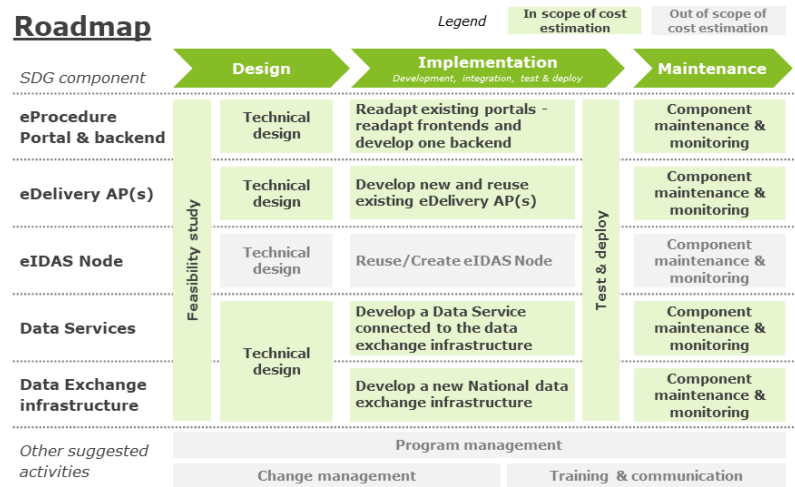 Roadmap
Legend
In scope of cost
estimation
Out of scope of
cost estimation
SDG component
Design
Implementation
Development, integration, test & deploy
Maintenance
eProcedure
Portal & backend
Feasibility study
Technical
design
Readapt existing portals -
readapt frontends and
develop one backend
Test & deploy
Component
maintenance &
monitoring
eDelivery AP(s)
Technical
design
Develop new and reuse
existing eDelivery AP(s)
Component
maintenance &
monitoring
eIDAS Node
Technical
design
Reuse/Create eIDAS Node
Component
maintenance &
monitoring
Data Services
Technical
design
Develop a Data Service
connected to the data
exchange infrastructure
Component
maintenance &
monitoring
Data Exchange
infrastructure
Develop a new National data
exchange infrastructure
Component
maintenance &
monitoring
Other suggested
activities
Program management
Change management
Training & communication